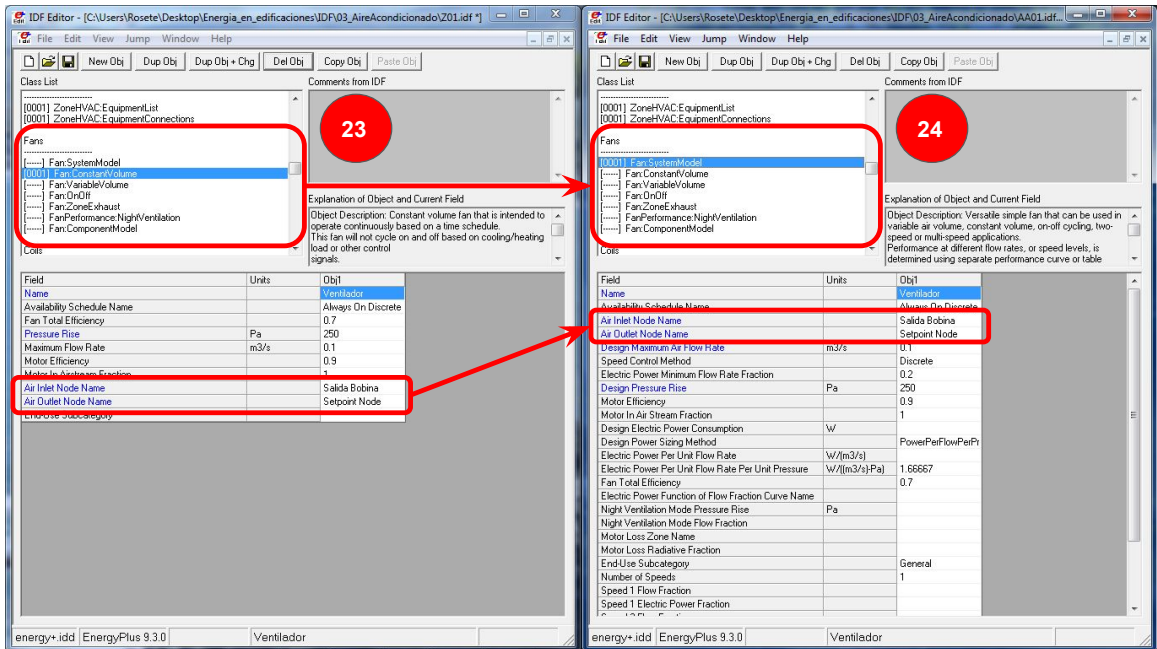 IDF Editor - [C:\Users\Rosete\Desktop\Energia_en_edificaciones\IDF\03_AireAcondicionado\Z01.idf *]
File Edit View Jump Window Help
New Obj Dup Obj Dup Obj + Chg Del Obj Copy Obj Paste Obj
Class List Comments from IDF
[0001] ZoneHVAC:EquipmentList
[0001] ZoneHVAC:EquipmentConnections
23
Fans
[------] Fan:SystemModel
[0001] Fan:ConstantVolume
[------] Fan:VariableVolume
[------] Fan:OnOff
[------] Fan:ZoneExhaust
[------] FanPerformance:NightVentilation
[------] Fan:ComponentModel
Coils
Explanation of Object and Current Field
Object Description: Constant volume fan that is intended to
operate continuously based on a time schedule.
This fan will not cycle on and off based on cooling/heating
load or other control
signals.
Field Units Obj1
Name Ventilador
Availability Schedule Name Always On Discrete
Fan Total Efficiency 0.7
Pressure Rise Pa 250
Maximum Flow Rate m3/s 0.1
Motor Efficiency 0.9
Motor In Airstream Fraction 1
Air Inlet Node Name Salida Bobina
Air Outlet Node Name Setpoint Node
End-Use Subcategory
energy+.idd EnergyPlus 9.3.0 Ventilador
IDF Editor - [C:\Users\Rosete\Desktop\Energia_en_edificaciones\IDF\03_AireAcondicionado\AA01.idf...
File Edit View Jump Window Help
New Obj Dup Obj Dup Obj + Chg Del Obj Copy Obj Paste Obj
Class List Comments from IDF
[0001] ZoneHVAC:EquipmentList
[0001] ZoneHVAC:EquipmentConnections
24
Fans
[0001] Fan:SystemModel
[------] Fan:ConstantVolume
[------] Fan:VariableVolume
[------] Fan:OnOff
[------] Fan:ZoneExhaust
[------] FanPerformance:NightVentilation
[------] Fan:ComponentModel
Coils
Explanation of Object and Current Field
Object Description: Versatile simple fan that can be used in
variable air volume, constant volume, on-off cycling, two-
speed or multi-speed applications.
Performance at different flow rates, or speed levels, is
determined using separate performance curve or table
Field Units Obj1
Name Ventilador
Availability Schedule Name Always On Discrete
Air Inlet Node Name Salida Bobina
Air Outlet Node Name Setpoint Node
Design Maximum Air Flow Rate m3/s 0.1
Speed Control Method Discrete
Electric Power Minimum Flow Rate Fraction 0.2
Design Pressure Rise Pa 250
Motor Efficiency 0.9
Motor In Air Stream Fraction 1
Design Electric Power Consumption W
Design Power Sizing Method PowerPerFlowPerPr
Electric Power Per Unit Flow Rate W/(m3/s)
Electric Power Per Unit Flow Rate Per Unit Pressure W/((m3/s)-Pa) 1.66667
Fan Total Efficiency 0.7
Electric Power Function of Flow Fraction Curve Name
Night Ventilation Mode Pressure Rise Pa
Night Ventilation Mode Flow Fraction
Motor Loss Zone Name
Motor Loss Radiative Fraction
End-Use Subcategory General
Number of Speeds 1
Speed 1 Flow Fraction
Speed 1 Electric Power Fraction
energy+.idd EnergyPlus 9.3.0 Ventilador